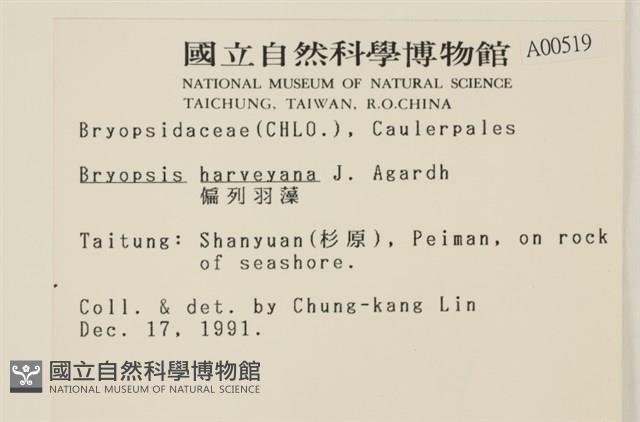 國立自然科學博物館
A00519
NATIONAL MUSEUM OF NATURAL SCIENCE
TAICHUNG, TAIWAN, R.O.CHINA
Bryopsidaceae(CHLO.), Caulerpales
Bryopsis harveyana J. Agardh
偏列羽藻
Taitung: Shanyuan(杉原), Peiman, on rock
of seashore.
Coll. & det. by Chung-kang Lin
Dec. 17, 1991.
國立自然科學博物館
NATIONAL MUSEUM OF NATURAL SCIENCE